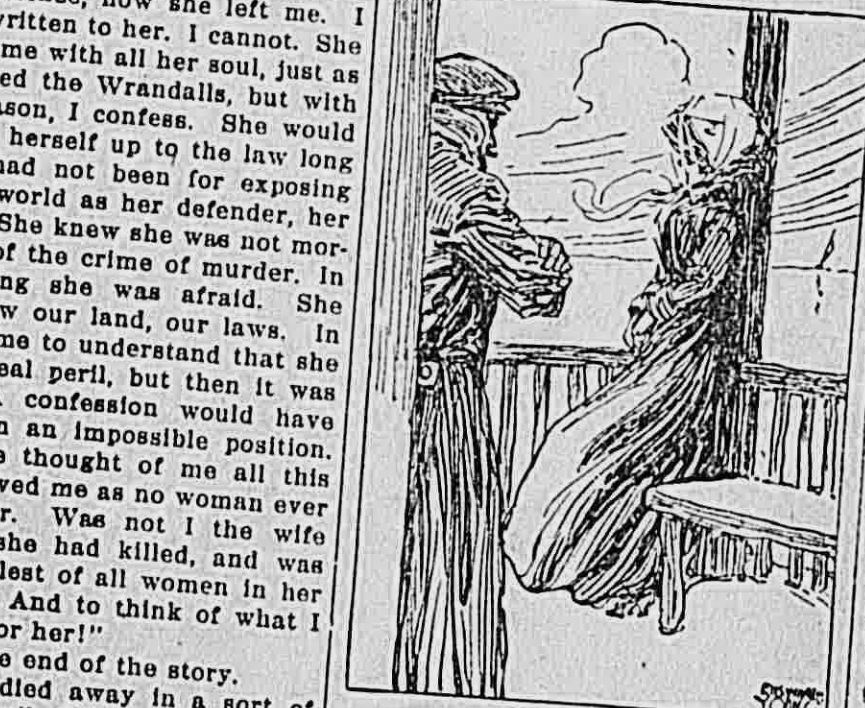 now she left me. I
written to her. I cannot. She
me with all her soul, just as
ed the Wrandalls, but with
ason, I confess. She would
herself up to the law long
had not been for exposing
world as her defender, her
She knew she was not mor-
of the crime of murder. In
ng she was afraid. She
w our land, our laws. In
me to understand that she
eal peril, but then it was
confession would have
n an impossible position.
e thought of me all this
ved me as no woman ever
r. Was not I the wife
she had killed, and was
lest of all women in her
And to think of what I
or her!"
e end of the story.
died away in a sort of